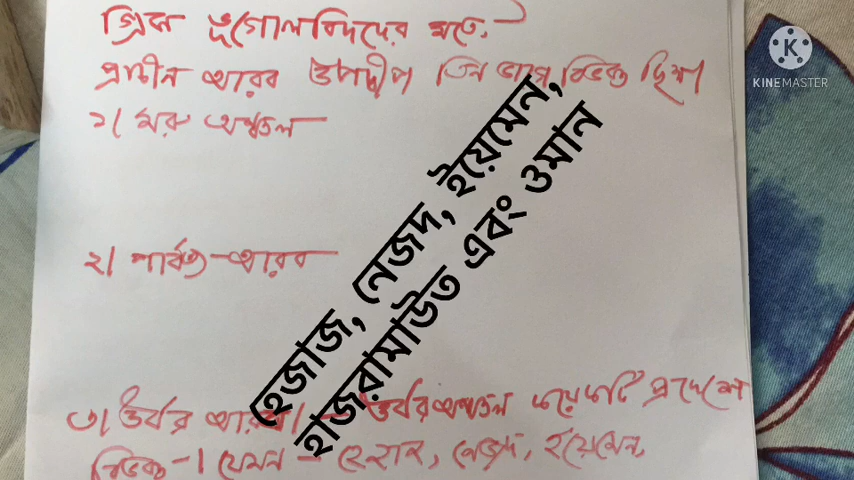 গ্রিক ভূগোলবিদদের মতে,
প্রাচীন আরব উপদ্বীপ তিন ভাগে বিভক্ত ছিল।
১। মরু অঞ্চল
২। পার্বত্য আরব
৩। উর্বর আরব। - উর্বর অঞ্চল কয়েকটি প্রদেশে
বিভক্ত। যেমন - হেযাজ, নেজদ, ইয়েমেন,
হেজাজ, নেজদ, ইয়েমেন,
হাজরামাউত এবং ওমান
KINEMASTER